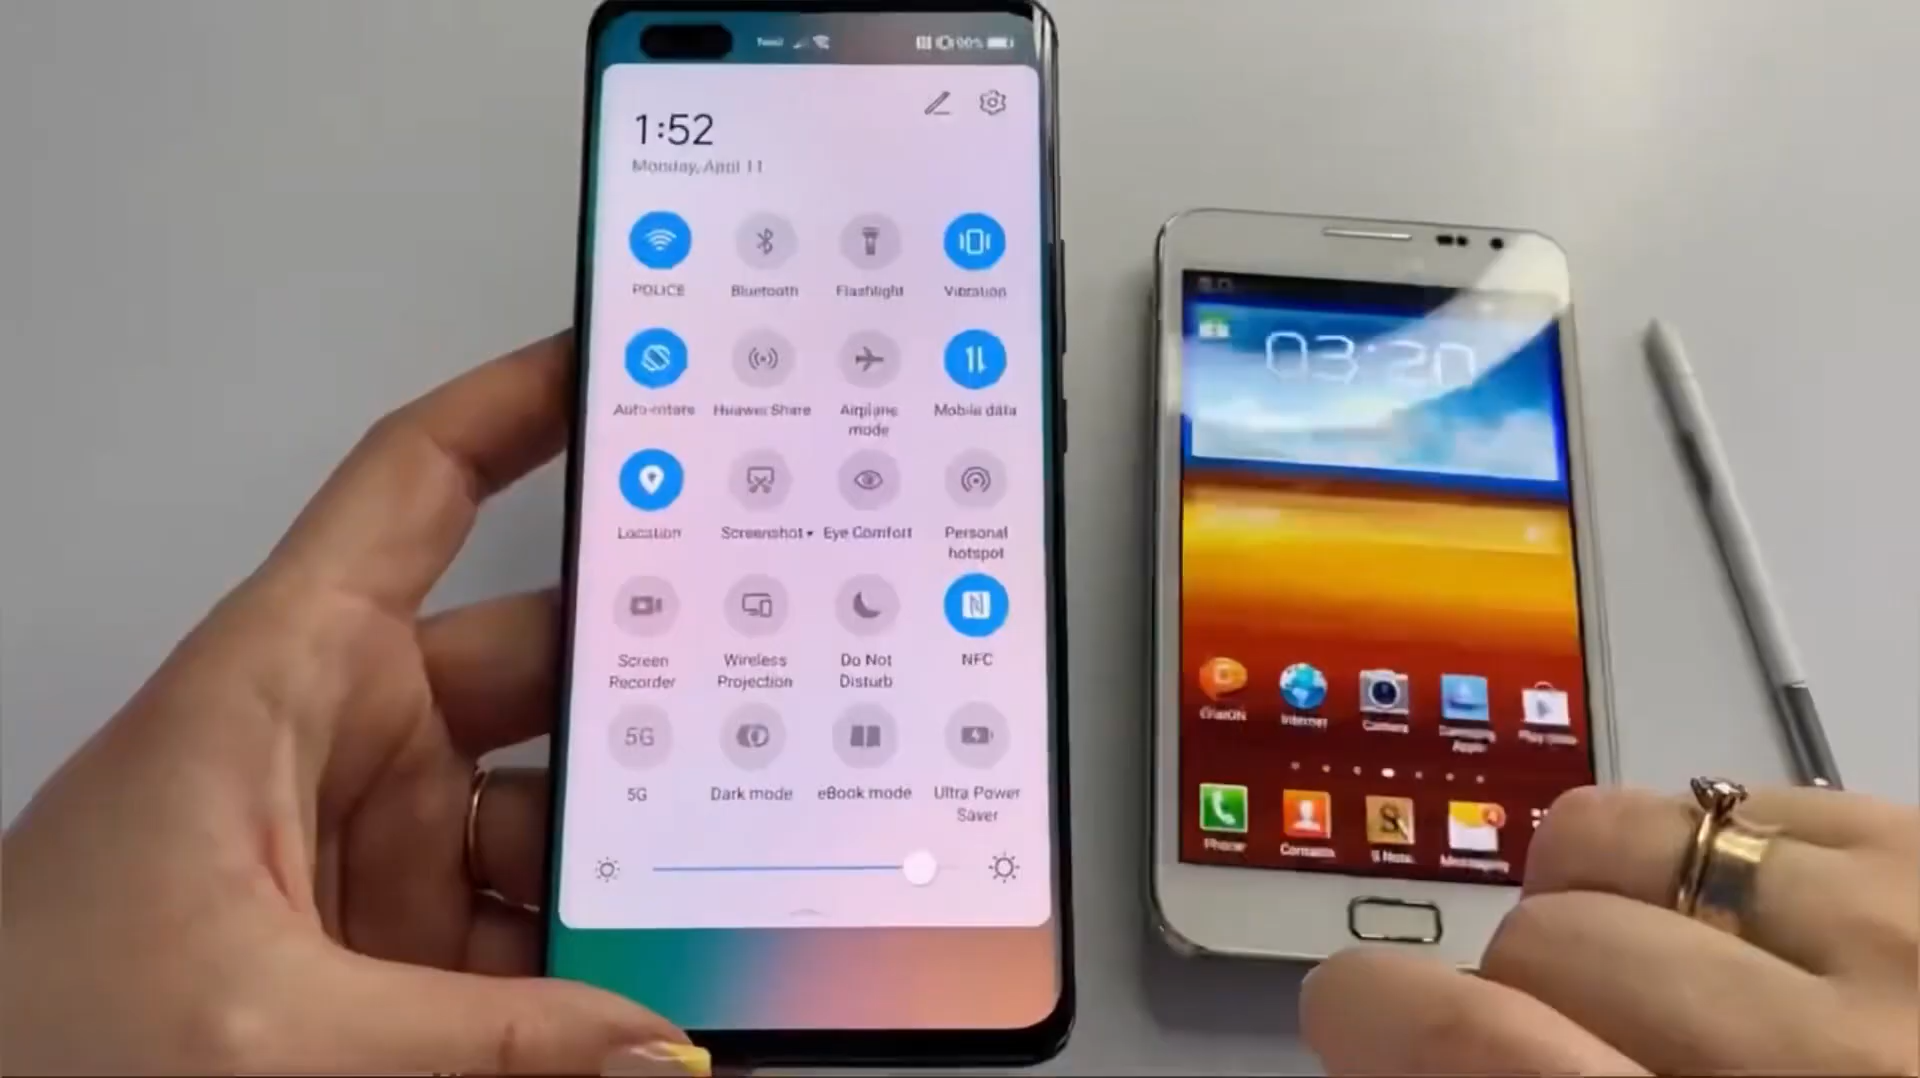 90%
1:52
Monday, April 11
POLICE
Bluetooth
Flashlight
Vibration
Auto-rotate
Huawei Share
Airplane
mode
Mobile data
Location
Screenshot
Eye Comfort
Personal
hotspot
Screen
Recorder
Wireless
Projection
Do Not
Disturb
NFC
5G
5G
Dark mode
eBook mode
Ultra Power
Saver
03:20
ChatON
Internet
Camera
Samsung
Apps
Play Store
Phone
Contacts
S Note
Messaging